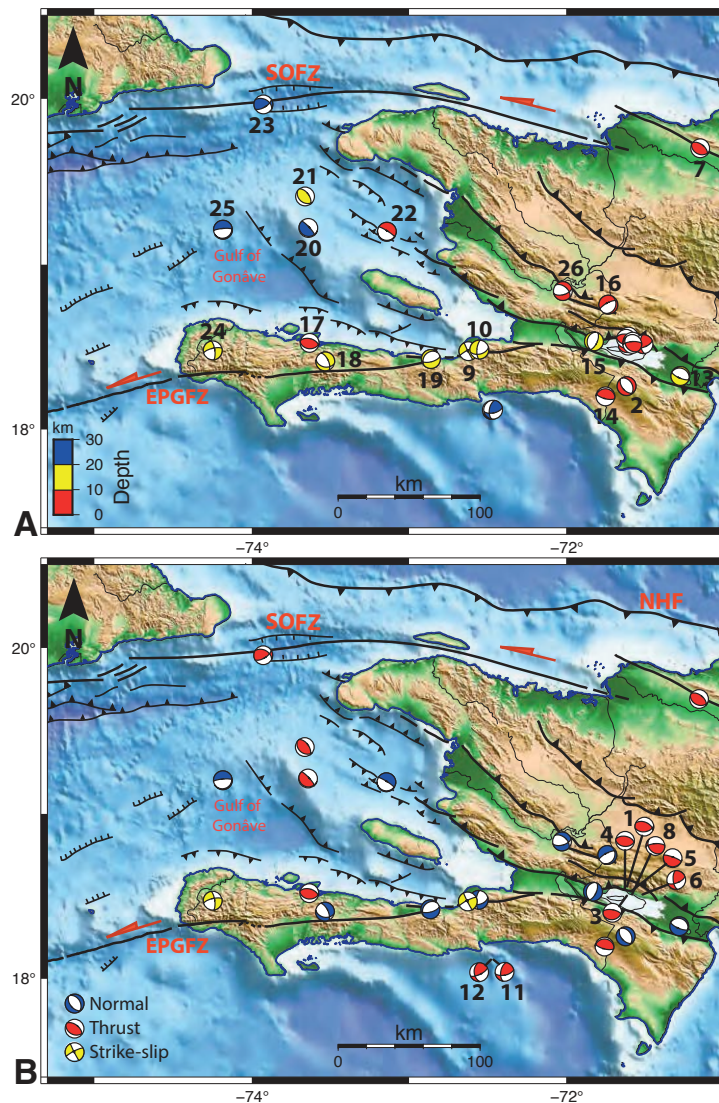 SOFZ
20°
N
23
7
21
25
22
20
Gulf of
Gonâve
26
16
17
10
24
18
19
9
15
13
EPGFZ
14
2
18°
km
30
20
10
0
Depth
km
0
100
A
−74°
−72°
NHF
20°
SOFZ
N
Gulf of
Gonâve
1
4
8
5
6
3
EPGFZ
18°
12
11
Normal
Thrust
Strike-slip
km
0
100
B
−74°
−72°